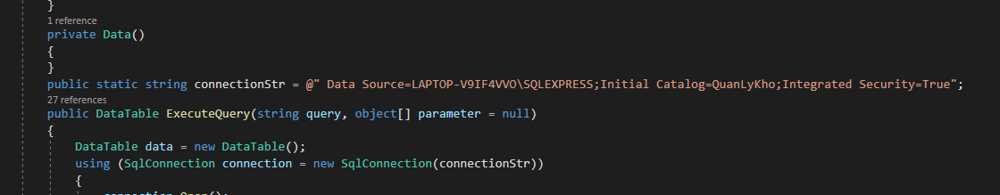 }
1 reference
private Data()
{
}
public static string connectionStr = @" Data Source=LAPTOP-V9IF4VVO\SQLEXPRESS;Initial Catalog=QuanLyKho;Integrated Security=True";
27 references
public DataTable ExecuteQuery(string query, object[] parameter = null)
{
DataTable data = new DataTable();
using (SqlConnection connection = new SqlConnection(connectionStr))
{
connection.Open();